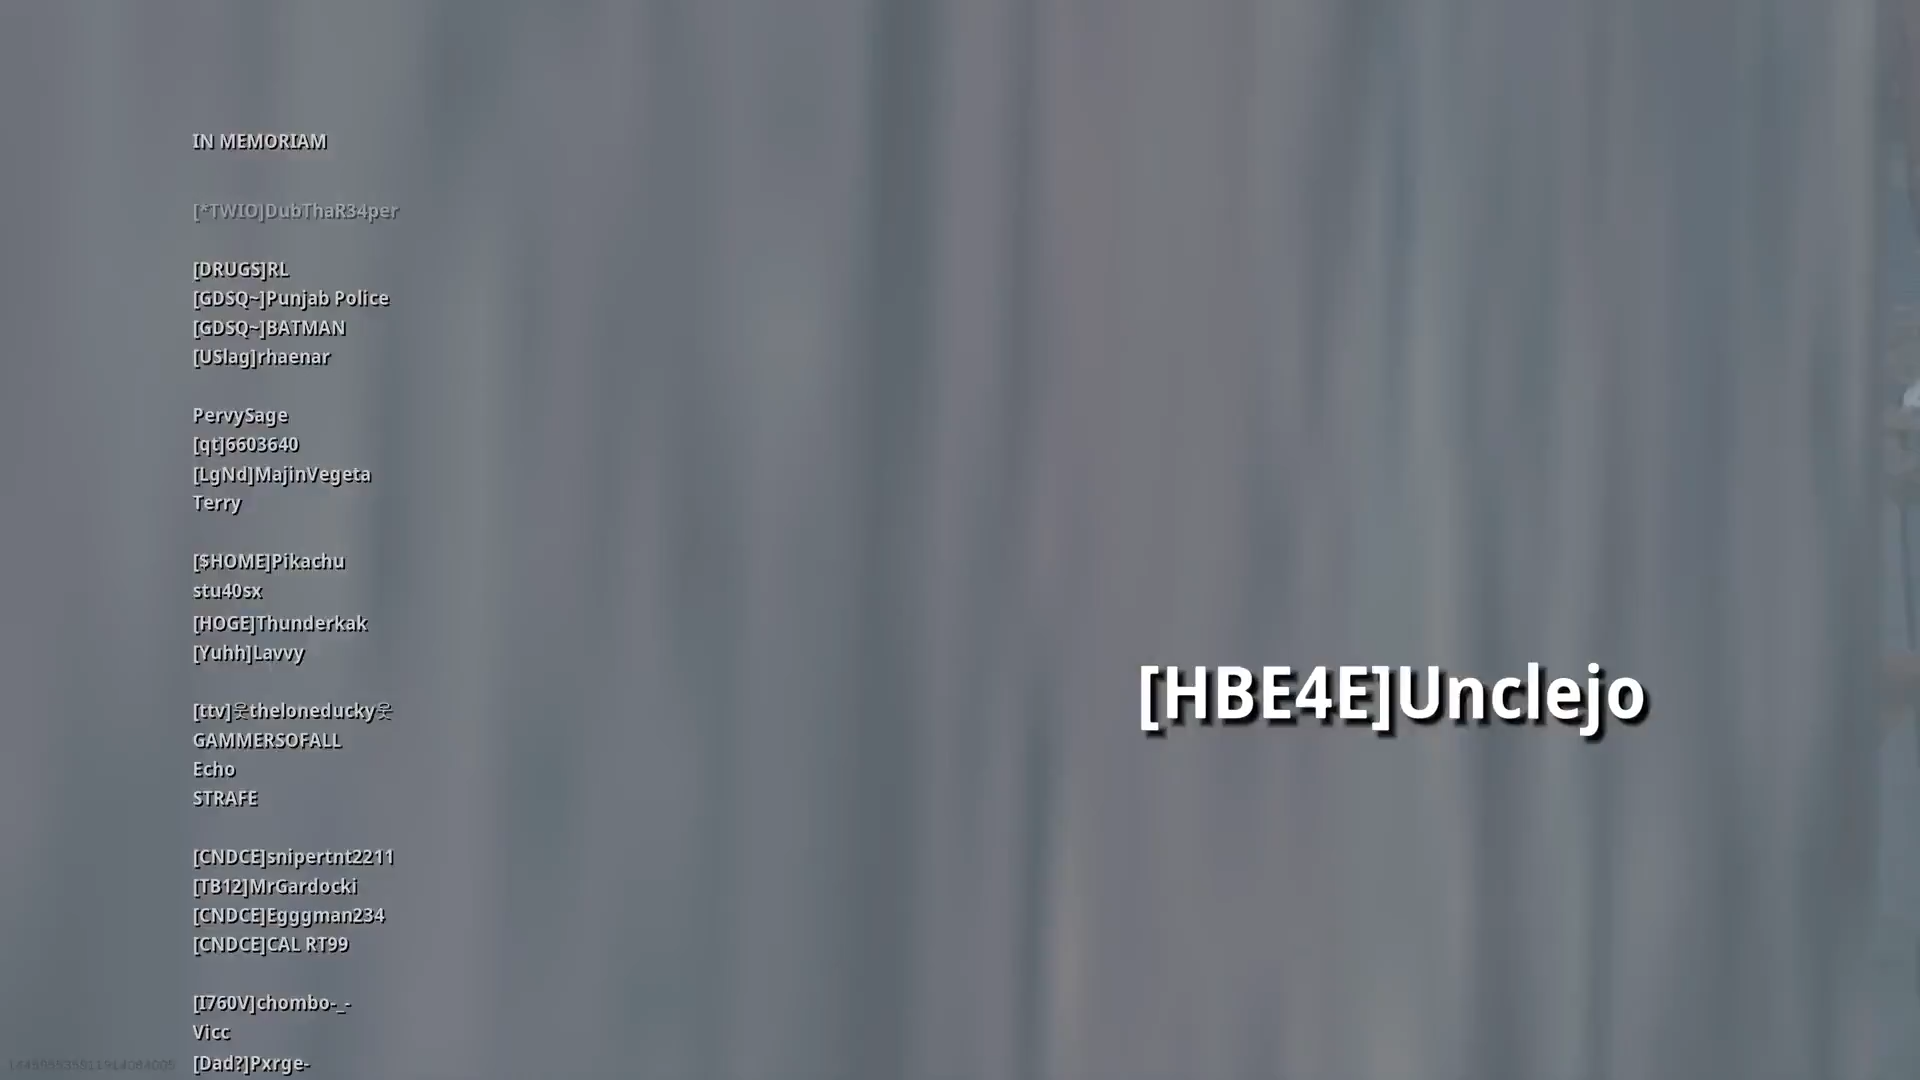 IN MEMORIAM
[*TWIO]DubThaR34per
[DRUGS]RL
[GDSQ~]Punjab Police
[GDSQ~]BATMAN
[USlag]rhaenar
PervySage
[qt]6603640
[LgNd]MajinVegeta
Terry
[$HOME]Pikachu
stu40sx
[HOGE]Thunderkak
[Yuhh]Lavvy
[HBE4E]Unclejo
[ttv]웃theloneducky웃
GAMMERSOFALL
Echo
STRAFE
[CNDCE]snipertnt2211
[TB12]MrGardocki
[CNDCE]Egggman234
[CNDCE]CAL RT99
[I760V]chombo-_-
Vicc
[Dad?]Pxrge-